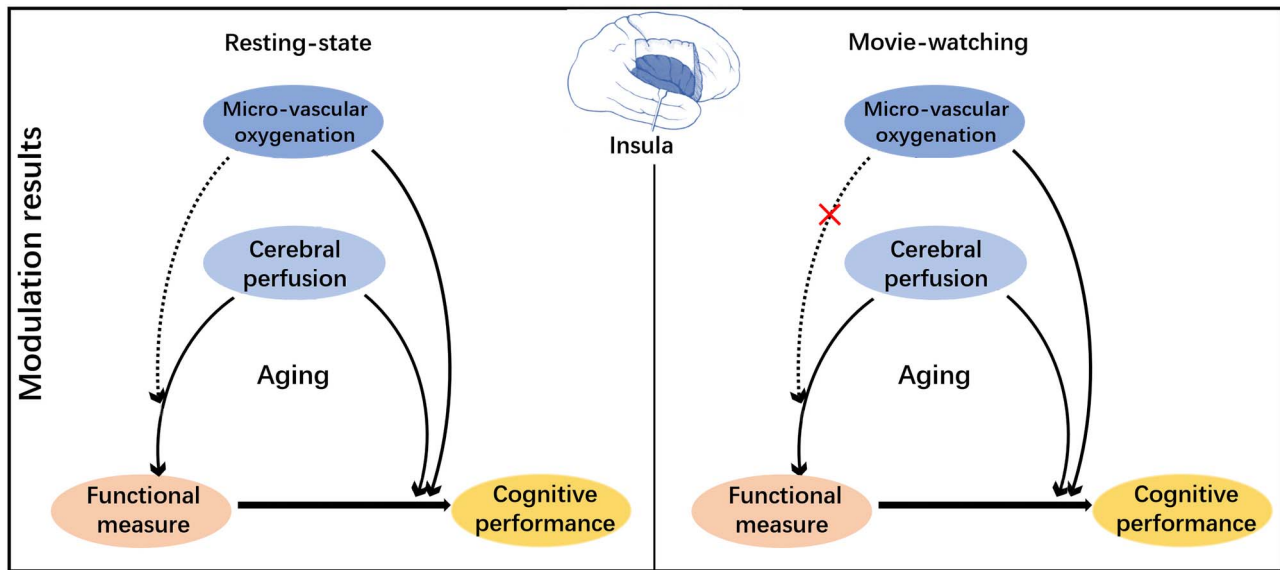 Modulation results
Resting-state
Micro-vascular
oxygenation
Cerebral
perfusion
Aging
Functional
measure
Cognitive
performance
Insula
Movie-watching
Micro-vascular
oxygenation
Cerebral
perfusion
Aging
Functional
measure
Cognitive
performance